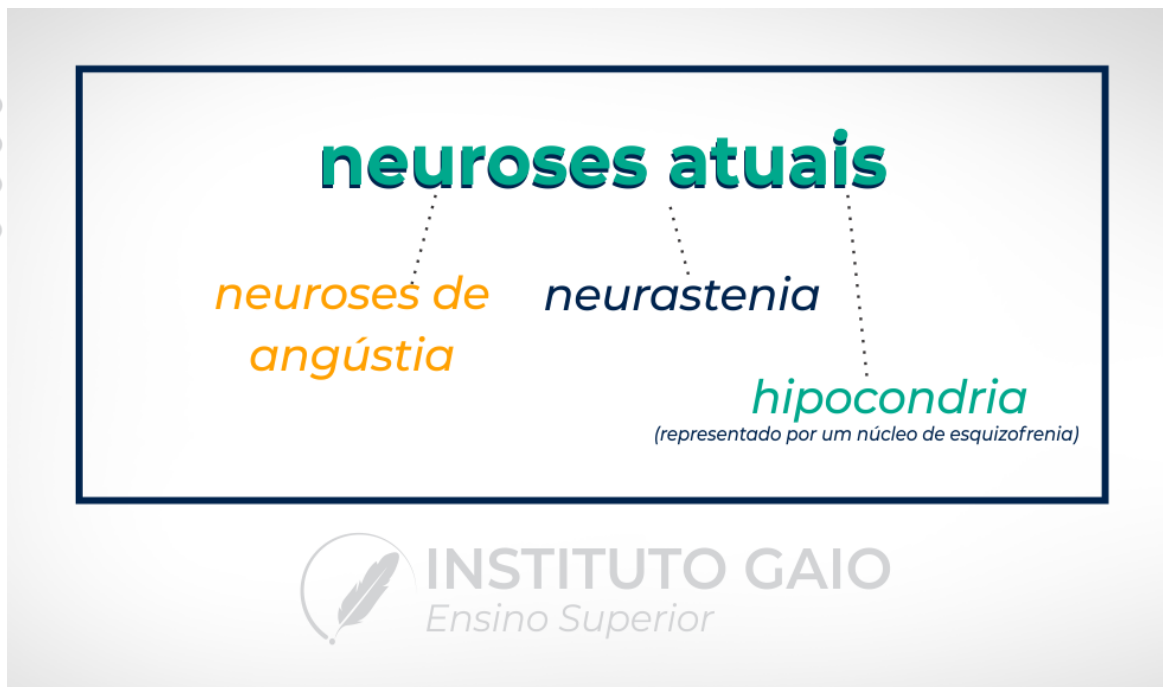 neuroses atuais
neuroses de
angústia
neurastenia
hipocondria
(representado por um núcleo de esquizofrenia)
INSTITUTO GAIO
Ensino Superior